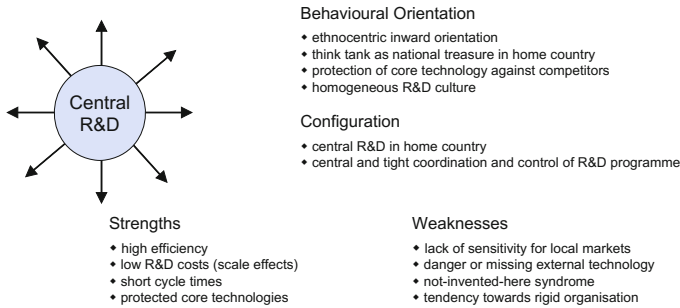 Behavioural Orientation
◆ ethnocentric inward orientation
◆ think tank as national treasure in home country
◆ protection of core technology against competitors
◆ homogeneous R&D culture
Central
R&D
Configuration
◆ central R&D in home country
◆ central and tight coordination and control of R&D programme
Strengths
◆ high efficiency
◆ low R&D costs (scale effects)
◆ short cycle times
◆ protected core technologies
Weaknesses
◆ lack of sensitivity for local markets
◆ danger or missing external technology
◆ not-invented-here syndrome
◆ tendency towards rigid organisation